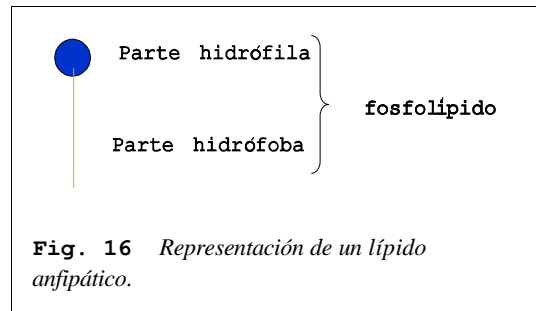 Parte hidrófila
fosfolípido
Parte hidrófoba
Fig. 16 Representación de un lípido
anfipático.